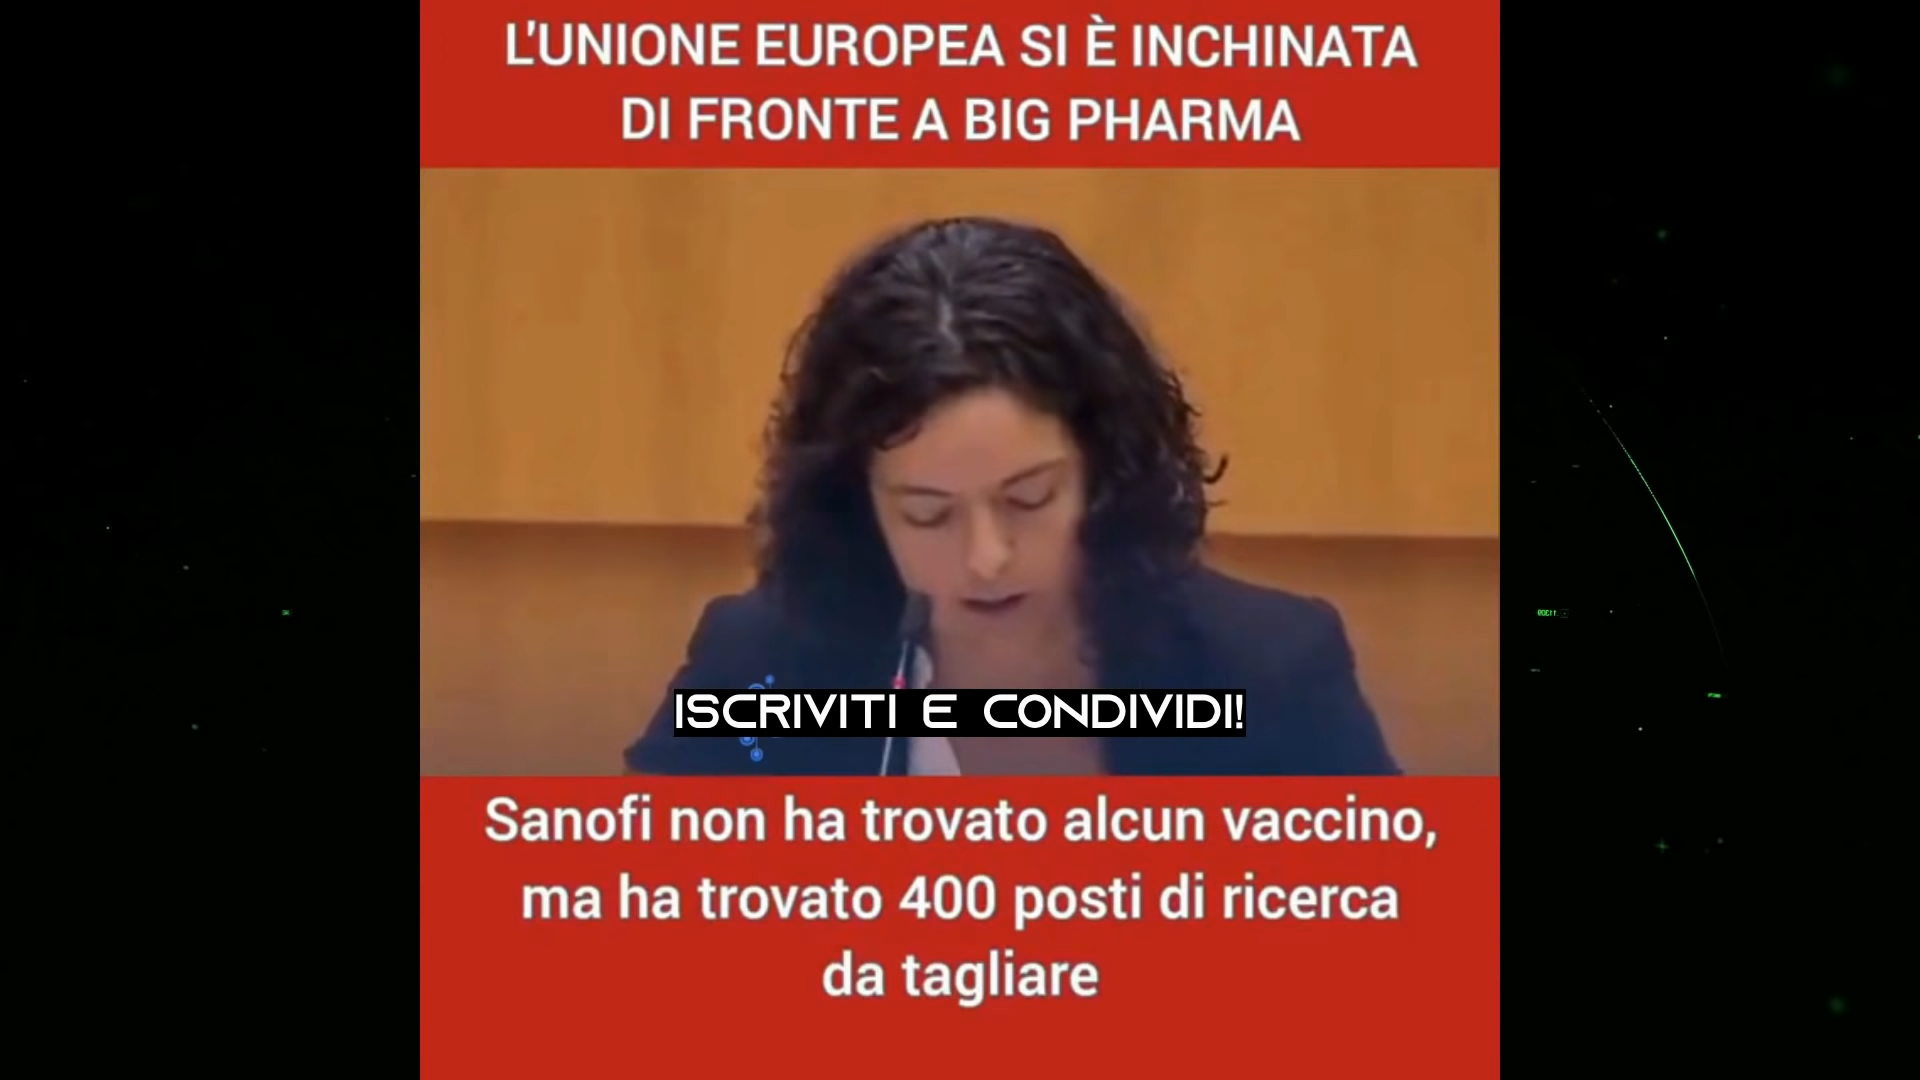 L'UNIONE EUROPEA SI È INCHINATA
DI FRONTE A BIG PHARMA
ISCRIVITI E CONDIVIDI!
Sanofi non ha trovato alcun vaccino,
ma ha trovato 400 posti di ricerca
da tagliare